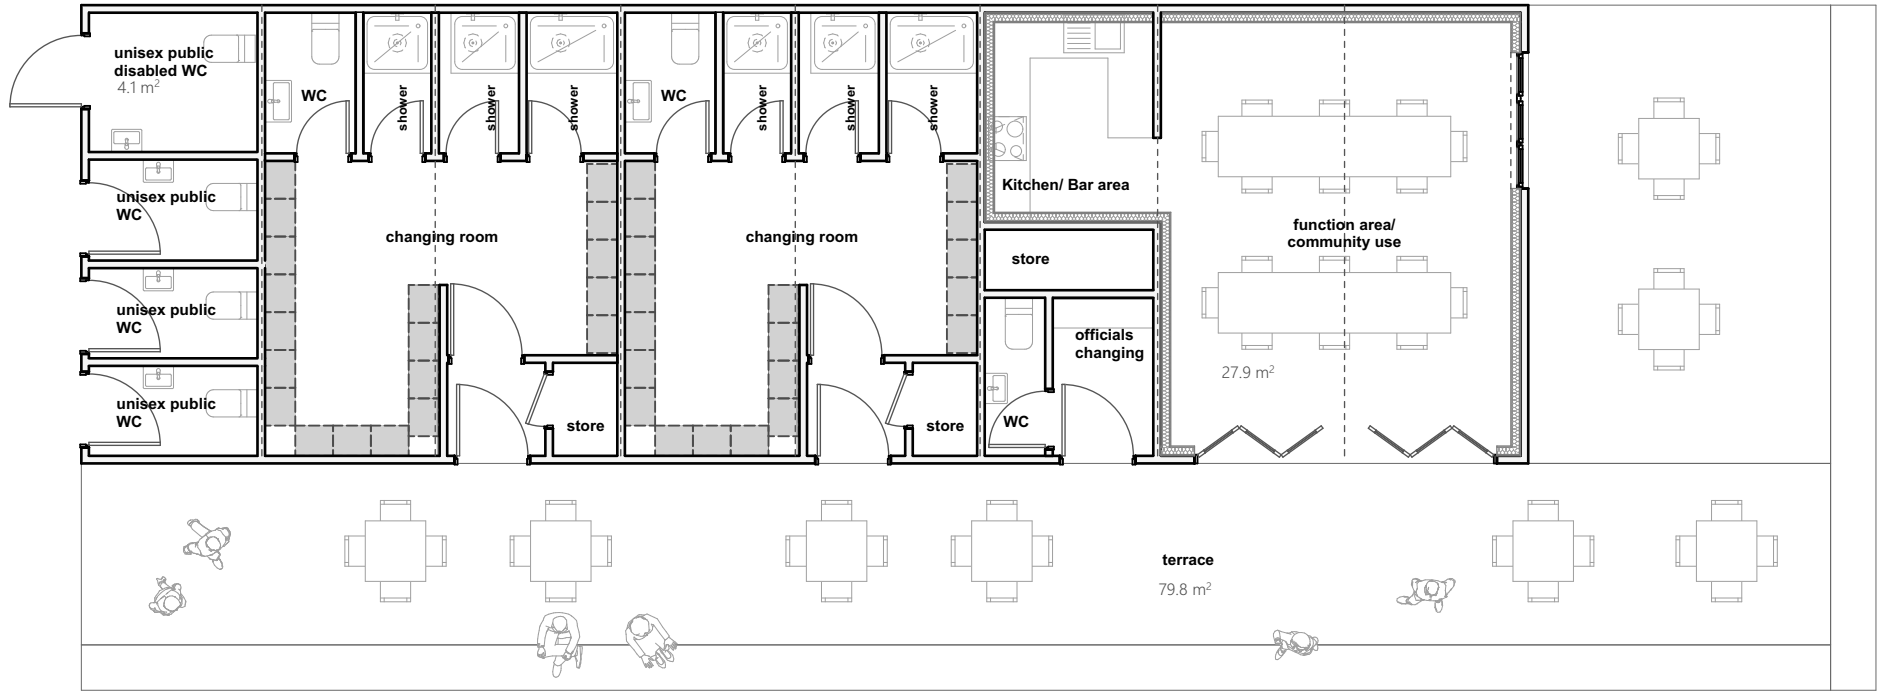 unisex public
disabled WC
4.1 m²
WC
shower
shower
shower
WC
shower
shower
shower
Kitchen/ Bar area
unisex public
WC
changing room
changing room
function area/
community use
store
unisex public
WC
officials
changing
27.9 m²
unisex public
WC
store
store
WC
terrace
79.8 m²